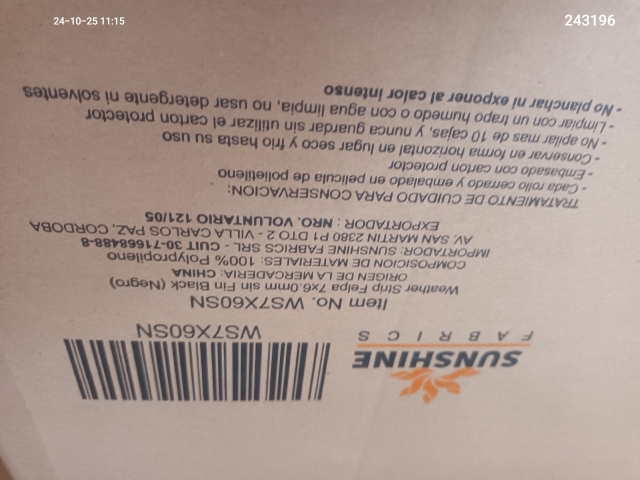 24-10-25 11:15
243196
SUNSHINE
FABRICS
WS7X60SN
Item No. WS7X60SN
Weather Strip Felpa 7x6.0mm sin Fin Black (Negro)
ORIGEN DE LA MERCADERIA: CHINA
COMPOSICION DE MATERIALES: 100% Polypropileno
IMPORTADOR: SUNSHINE FABRICS SRL - CUIT 30-71668488-8
AV. SAN MARTIN 2380 P1 DTO 2 - VILLA CARLOS PAZ, CORDOBA
EXPORTADOR : NRO. VOLUNTARIO 121/05
TRATAMIENTO DE CUIDADO PARA CONSERVACION:
- Cada rollo cerrado y embalado en pelicula de polietileno
- Embasado con carton protector
- Conservar en forma horizontal en lugar seco y frio hasta su uso
- No apilar mas de 10 cajas, y nunca guardar sin utilizar el carton protector
- Limpiar con un trapo humedo o con agua limpia, no usar detergente ni solventes
- No planchar ni exponer al calor intenso